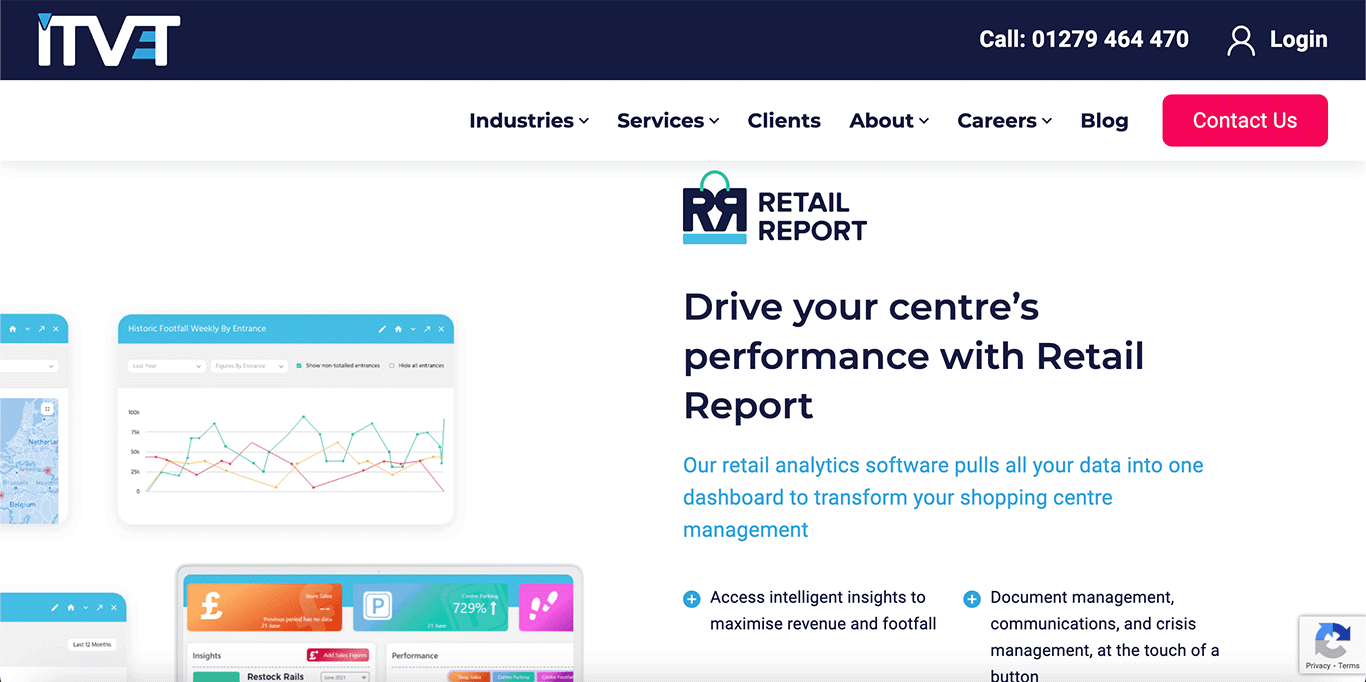 ITVET
Call: 01279 464 470
Login
Industries
Services
Clients
About
Careers
Blog
Contact Us
RR
RETAIL
REPORT
Drive your centre’s
performance with Retail
Report
Our retail analytics software pulls all your data into one
dashboard to transform your shopping centre
management
Access intelligent insights to
maximise revenue and footfall
Document management,
communications, and crisis
management, at the touch of a
button
Historic Footfall Weekly By Entrance
Last Year
Figures By Entrance
Show non-totalled entrances
Hide all entrances
100k
75k
50k
25k
0
Netherlan
Amsterdam
Brussels
Belgium
Last 12 Months
£
Store Sales
--
Previous period has no data
21 June
P
Centre Parking
729%
21 June
Insights
Add Sales Figures
Performance
Restock Rails
June 2021
Shop Sales
Centre Parking
Centre Footfall
Privacy - Terms